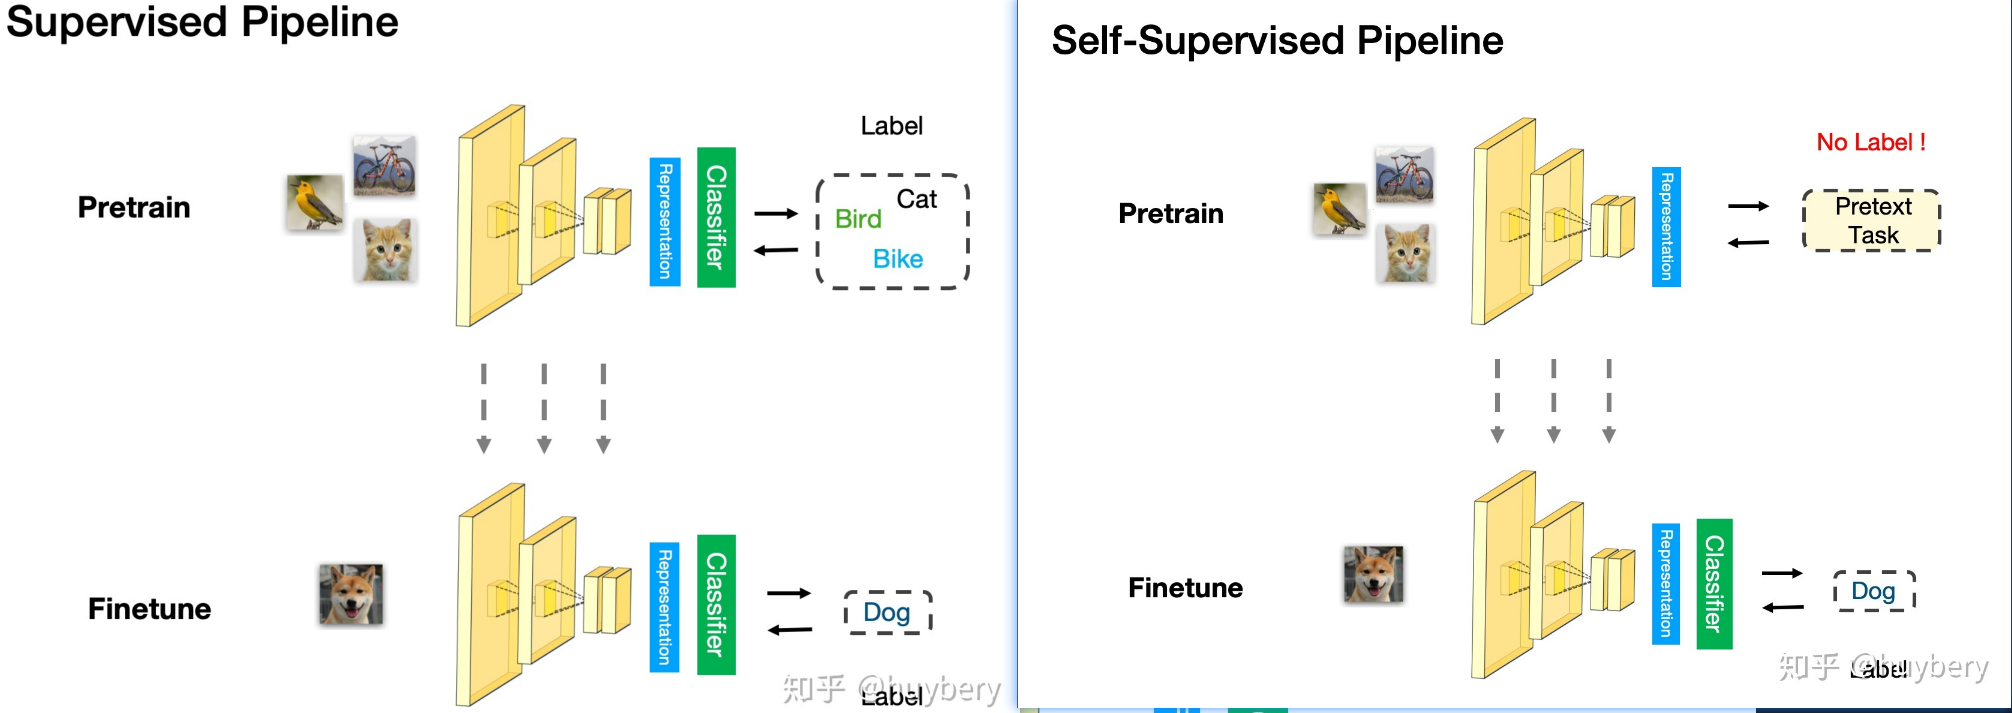 Supervised Pipeline
Label
Pretrain
Representation
Classifier
Cat
Bird
Bike
Finetune
Representation
Classifier
Dog
Label
知乎 @huybery
Self-Supervised Pipeline
No Label !
Pretrain
Representation
Pretext
Task
Finetune
Representation
Classifier
Dog
Label
知乎 @huybery